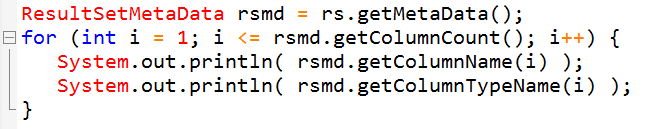 ResultSetMetaData rsmd = rs.getMetaData();
for (int i = 1; i <= rsmd.getColumnCount(); i++) {
System.out.println( rsmd.getColumnName(i) );
System.out.println( rsmd.getColumnTypeName(i) );
}